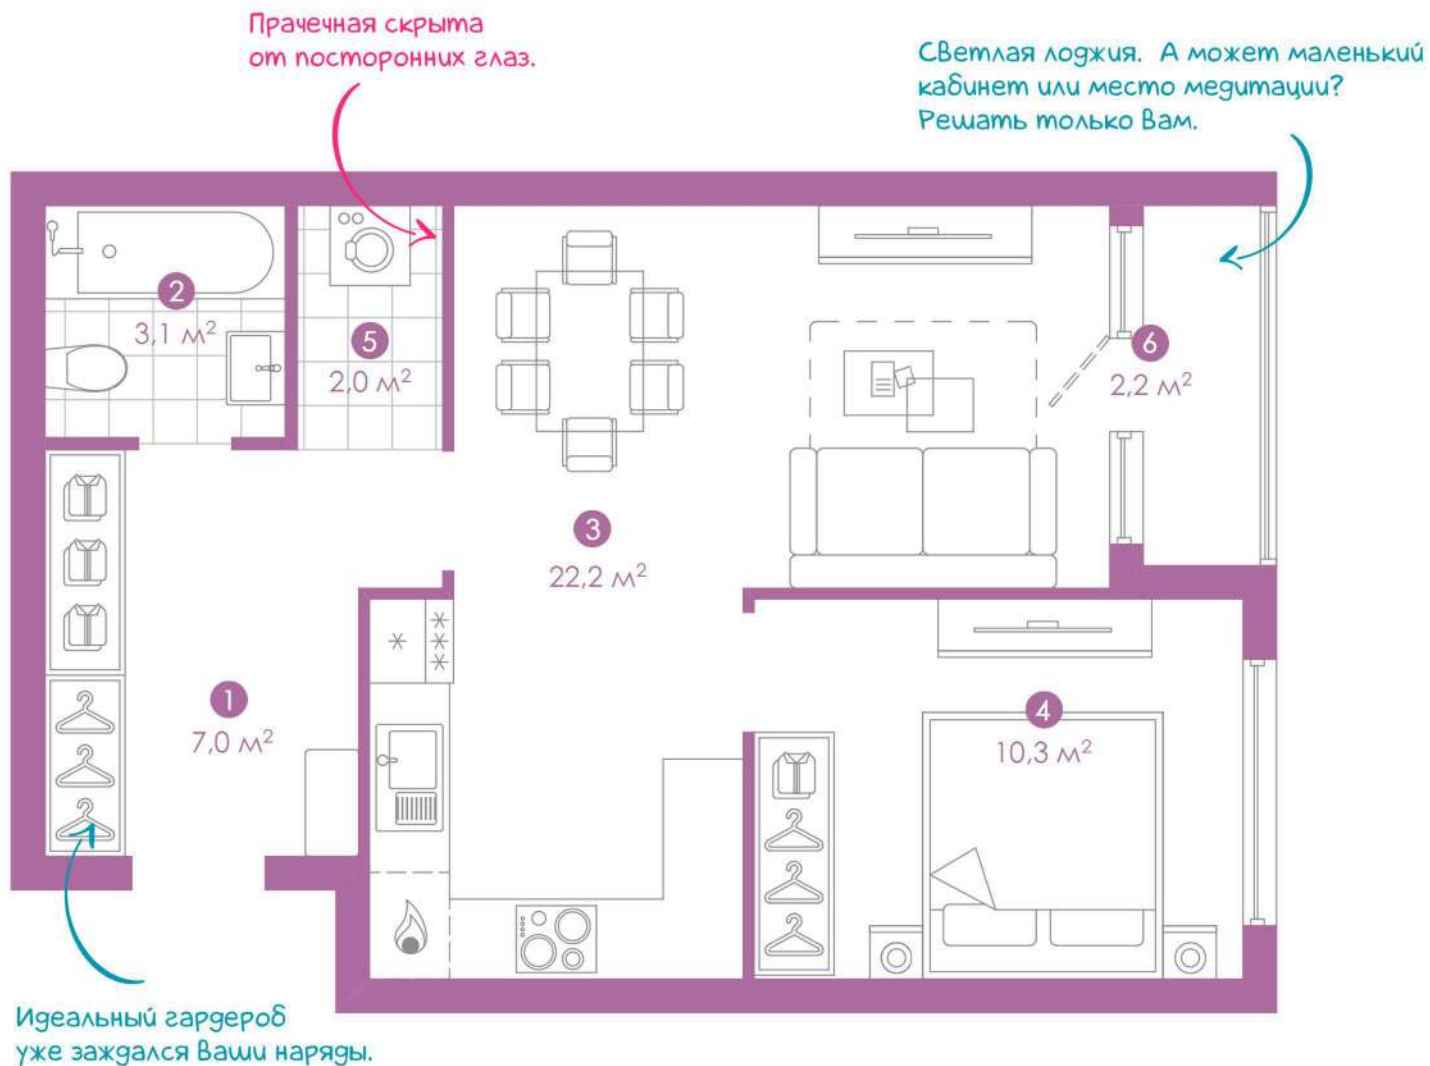 Прачечная скрыта
от посторонних глаз.
Светлая лоджия. А может маленький
кабинет или место медитации?
Решать только Вам.
2
3,1 м²
5
2,0 м²
6
2,2 м²
3
22,2 м²
1
7,0 м²
4
10,3 м²
Идеальный гардероб
уже заждался Ваши наряды.